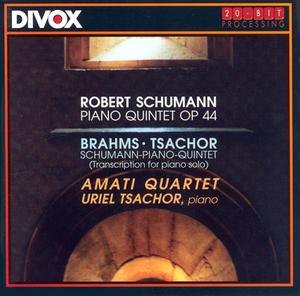 DIVOX
20-BIT
PROCESSING
ROBERT SCHUMANN
PIANO QUINTET OP 44
BRAHMS · TSACHOR
SCHUMANN-PIANO-QUINTET
(Transcription for piano solo)
AMATI QUARTET
URIEL TSACHOR, piano